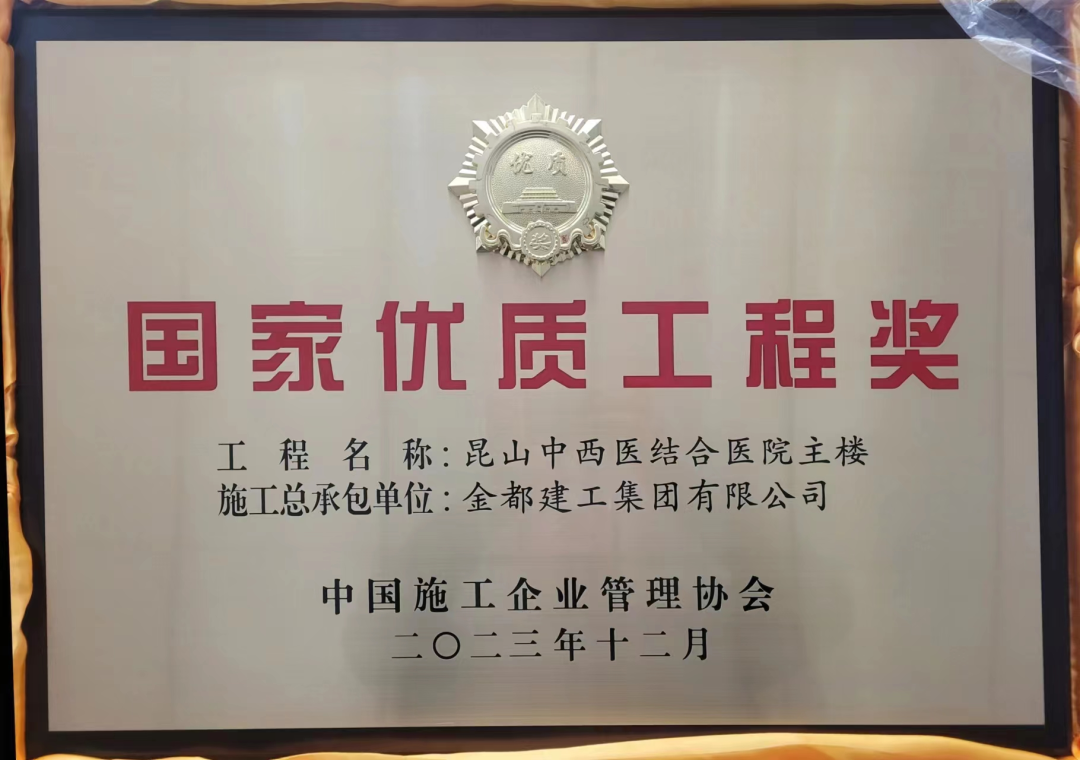 优质
奖
国家优质工程奖
工程名称：昆山中西医结合医院主楼
施工总承包单位：金都建工集团有限公司
中国施工企业管理协会
二〇二三年十二月